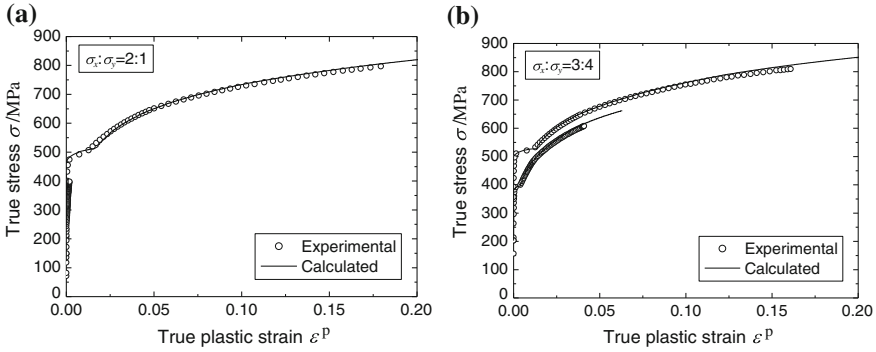 (a)
900
800
700
600
500
400
300
200
100
0
0.00
0.05
0.10
0.15
0.20
True stress σ/MPa
True plastic strain εᵖ
σₓ:σᵧ=2:1
Experimental
Calculated
(b)
900
800
700
600
500
400
300
200
100
0
0.00
0.05
0.10
0.15
0.20
True stress σ/MPa
True plastic strain εᵖ
σₓ:σᵧ=3:4
Experimental
Calculated